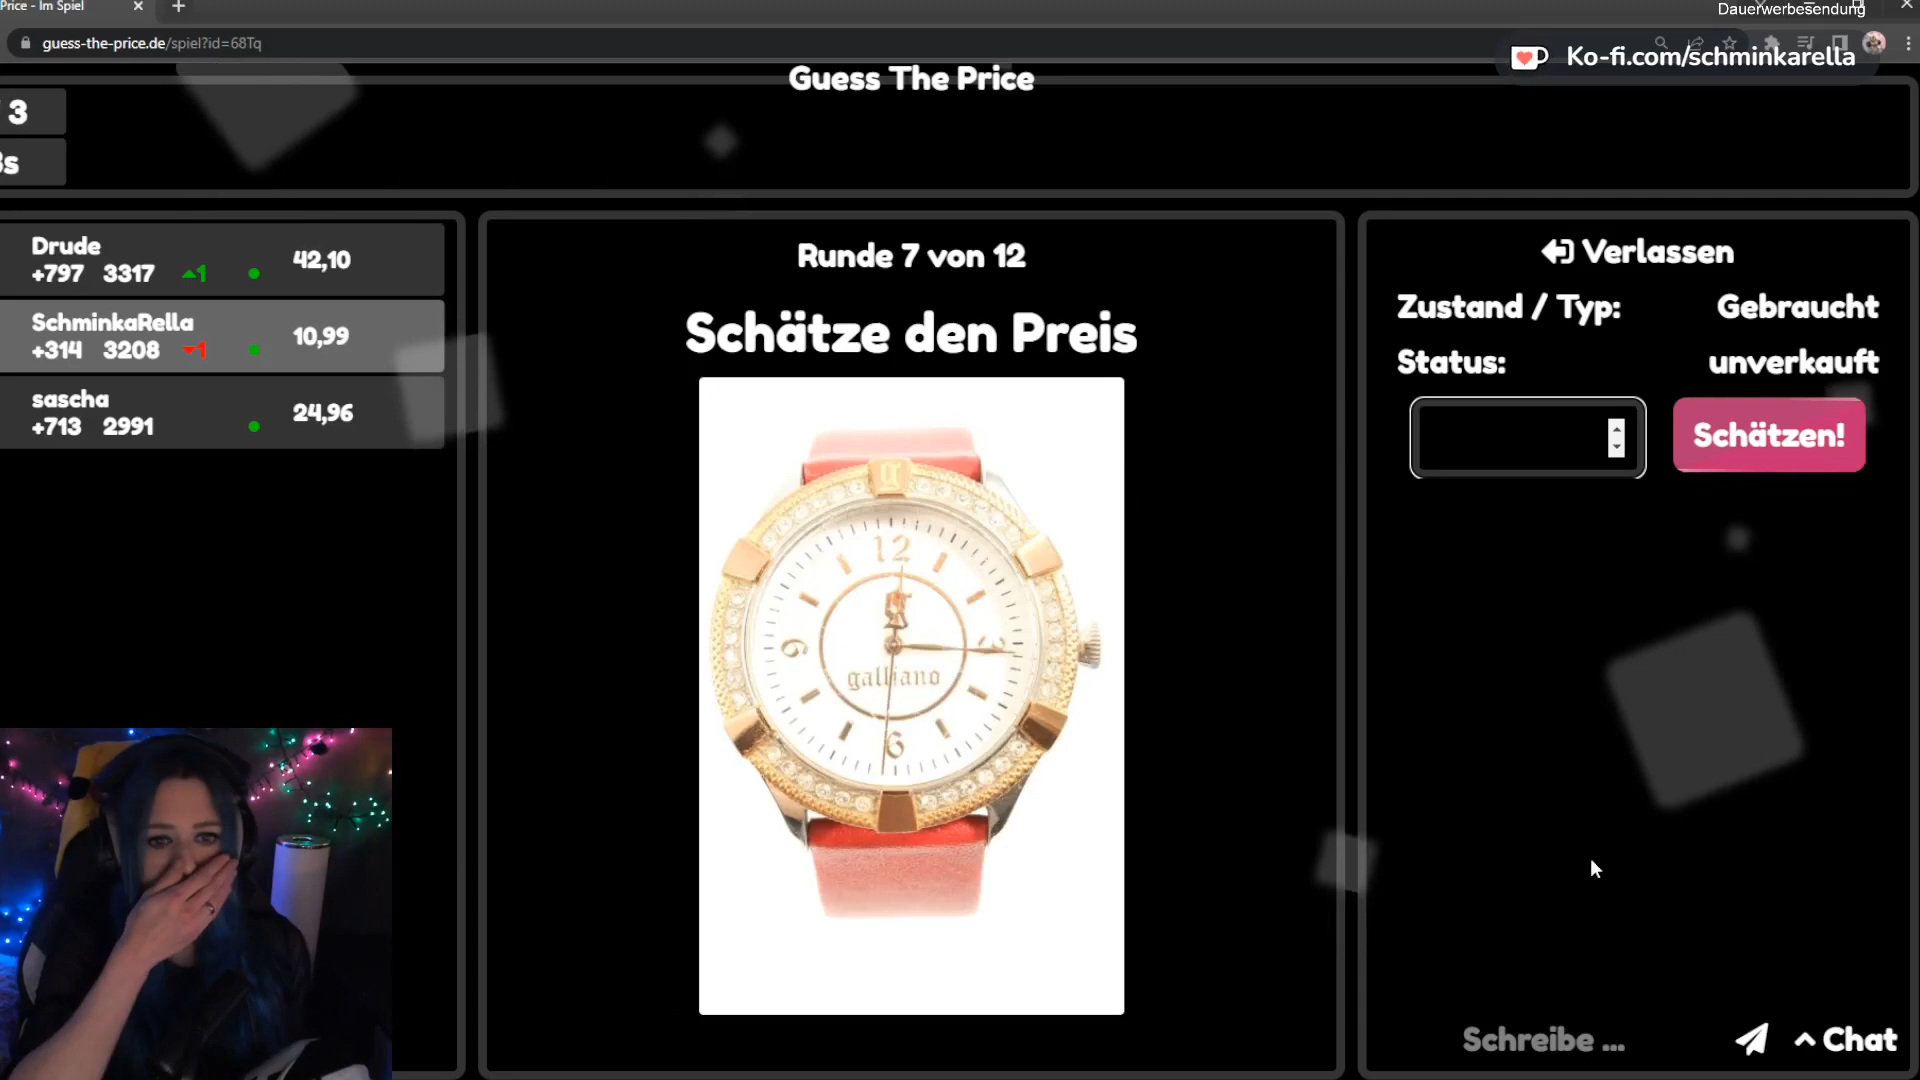 Price - Im Spiel
Dauerwerbesendung
guess-the-price.de/spiel?id=68Tq
Ko-fi.com/schminkarella
Guess The Price
3
s
Drude
+797 3317 1
42,10
SchminkaRella
+314 3208 1
10,99
sascha
+713 2991
24,96
Runde 7 von 12
Schätze den Preis
12
9
3
galliano
6
Verlassen
Zustand / Typ: Gebraucht
Status: unverkauft
Schätzen!
Schreibe ...
Chat